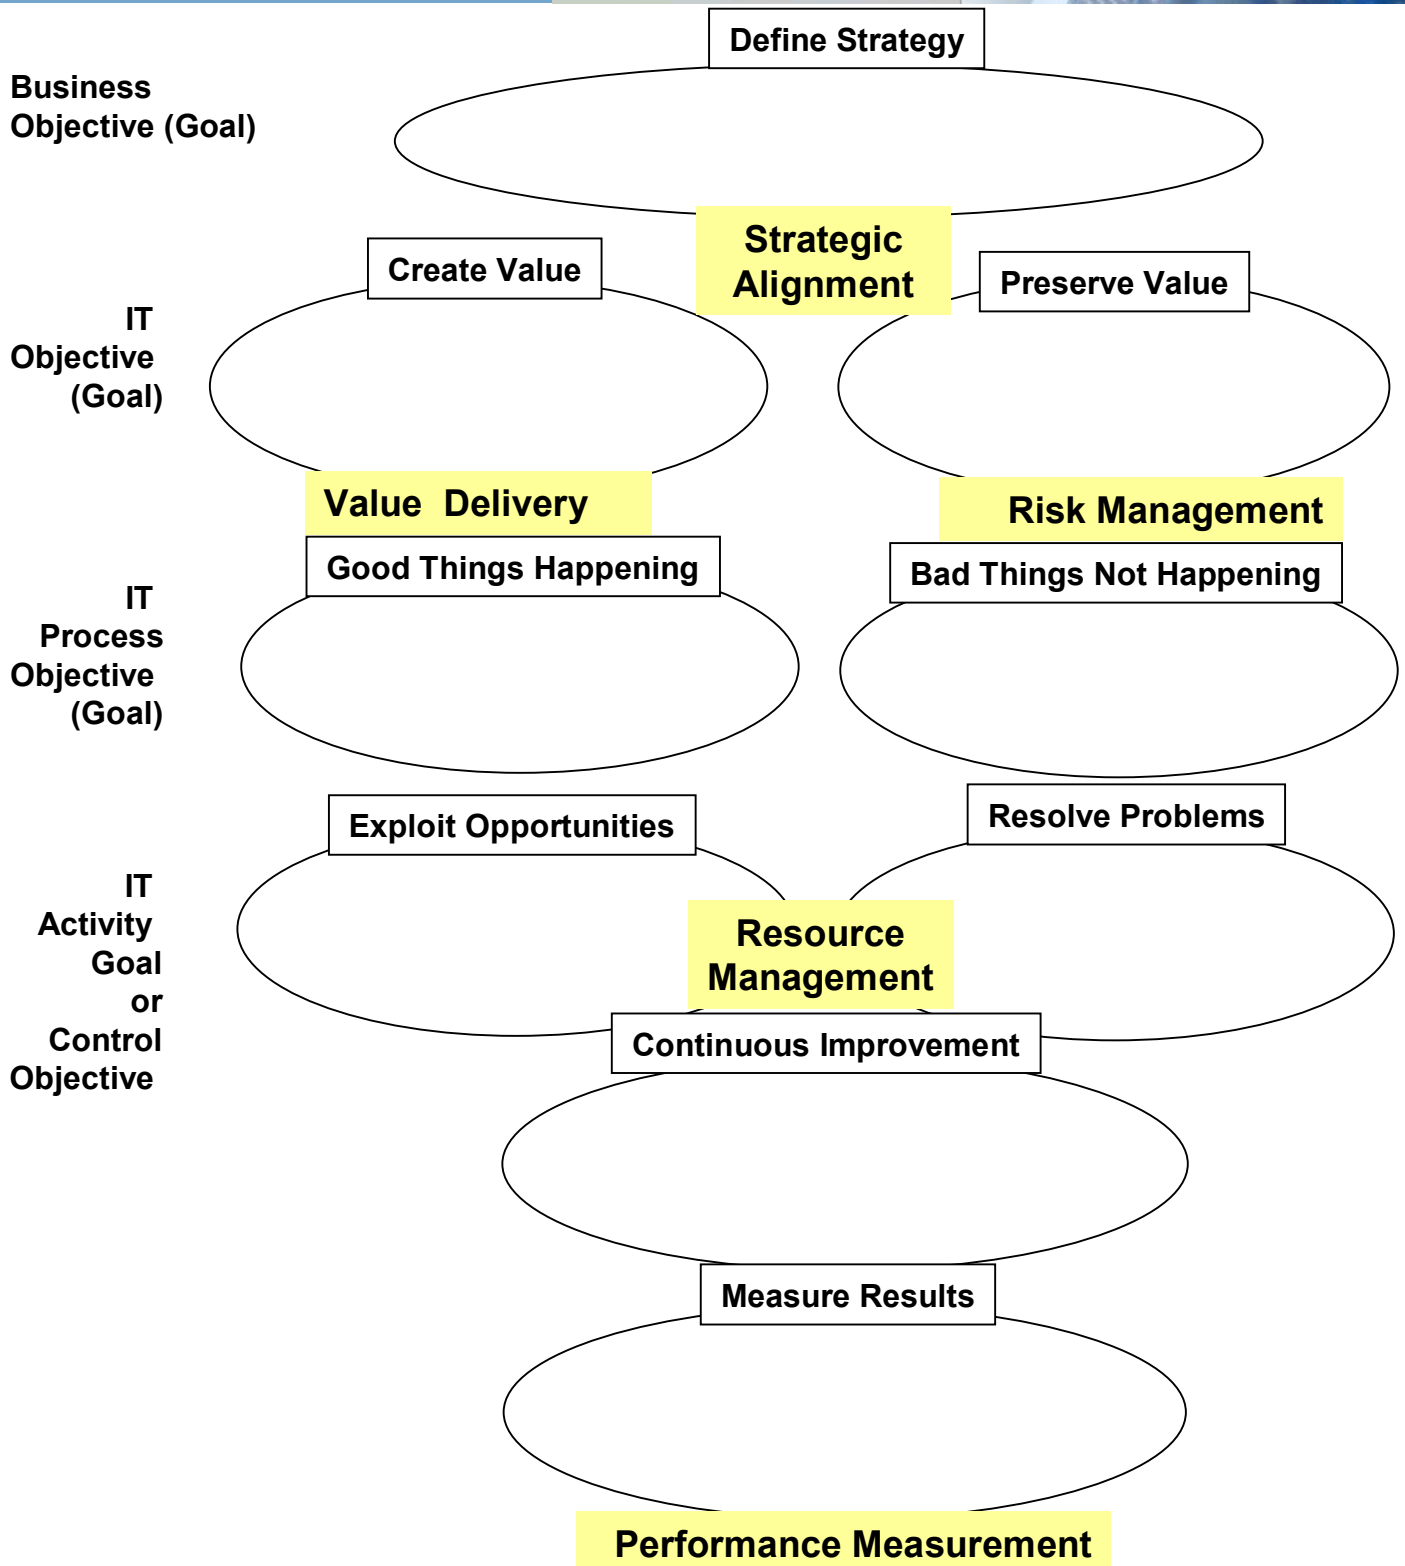 Define Strategy
Business
Objective (Goal)
Strategic
Alignment
Create Value
Preserve Value
IT
Objective
(Goal)
Value Delivery
Risk Management
Good Things Happening
Bad Things Not Happening
IT
Process
Objective
(Goal)
Exploit Opportunities
Resolve Problems
IT
Activity
Goal
or
Control
Objective
Resource
Management
Continuous Improvement
Measure Results
Performance Measurement